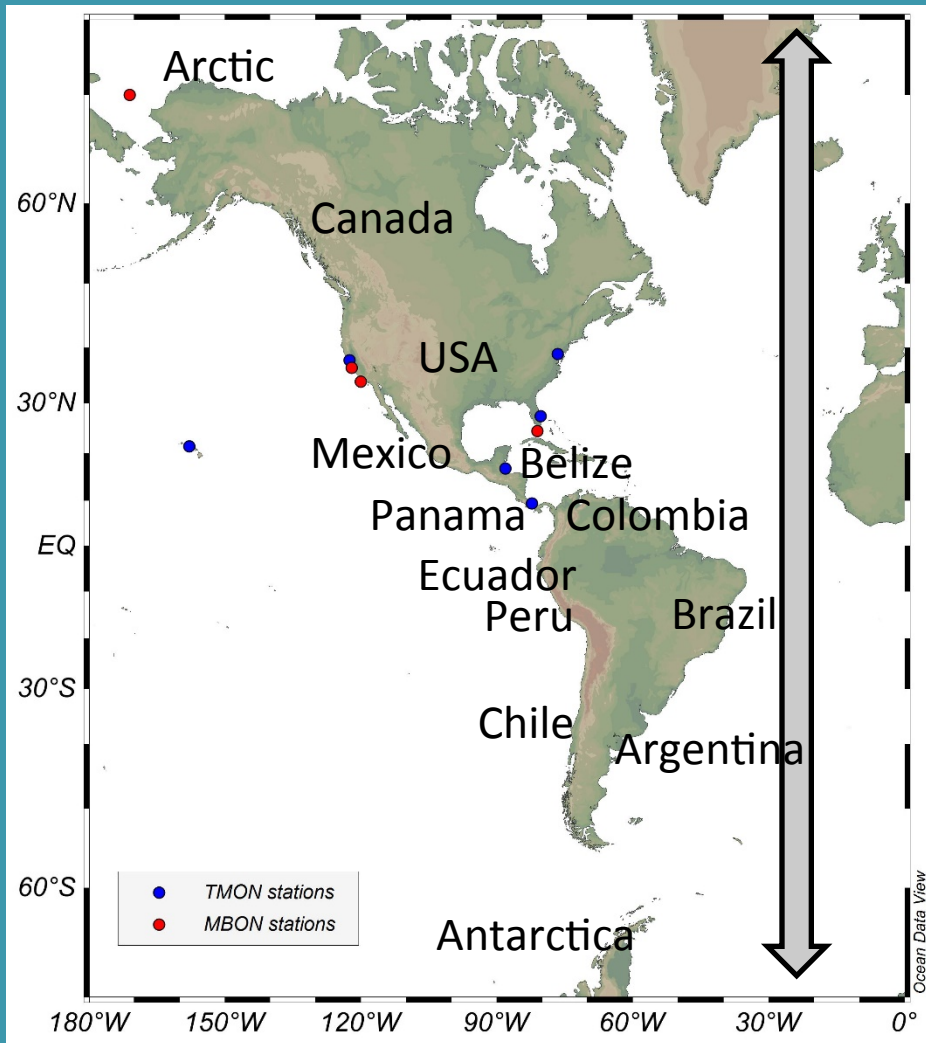 Arctic
60°N
Canada
USA
30°N
Mexico
Belize
Panama
Colombia
EQ
Ecuador
Peru
Brazil
30°S
Chile
Argentina
60°S
TMON stations
MBON stations
Antarctica
Ocean Data View
180°W 150°W 120°W 90°W 60°W 30°W 0°